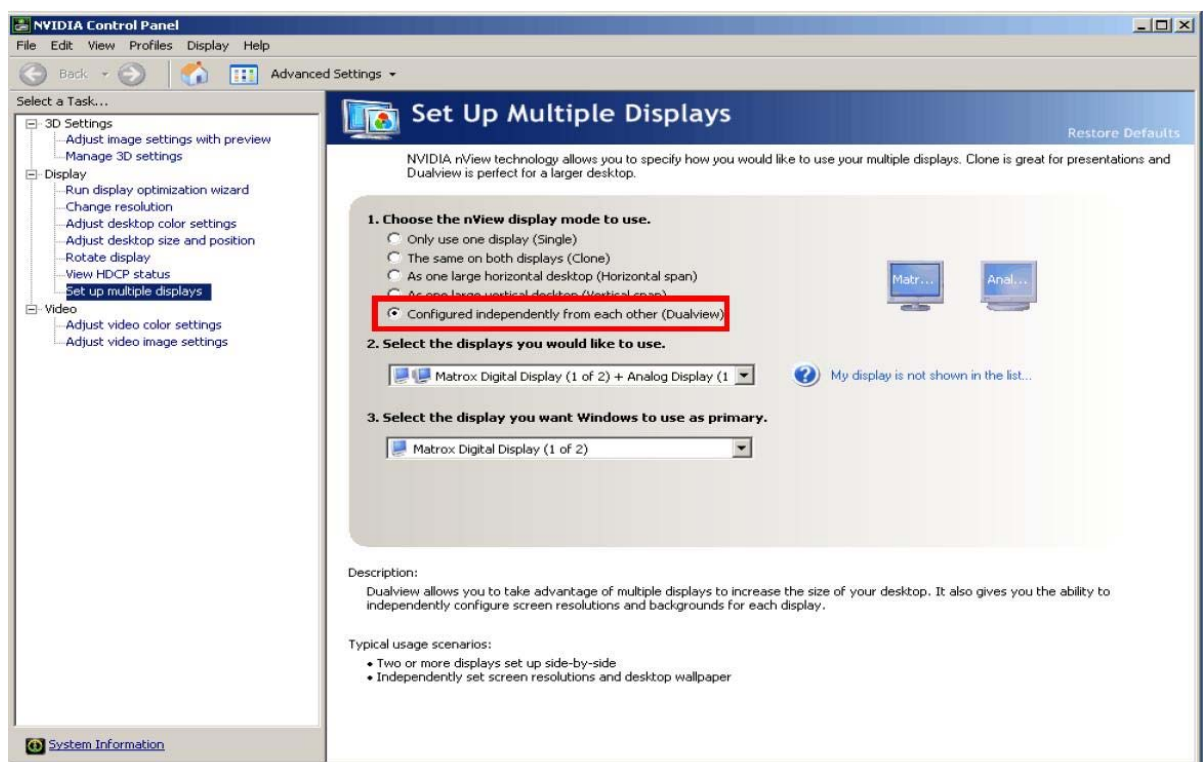 NVIDIA Control Panel
File Edit View Profiles Display Help
Back Advanced Settings
Select a Task...
3D Settings
Adjust image settings with preview
Manage 3D settings
Display
Run display optimization wizard
Change resolution
Adjust desktop color settings
Adjust desktop size and position
Rotate display
View HDCP status
Set up multiple displays
Video
Adjust video color settings
Adjust video image settings
System Information
Set Up Multiple Displays
Restore Defaults
NVIDIA nView technology allows you to specify how you would like to use your multiple displays. Clone is great for presentations and
Dualview is perfect for a larger desktop.
1. Choose the nView display mode to use.
Only use one display (Single)
The same on both displays (Clone)
As one large horizontal desktop (Horizontal span)
As one large vertical desktop (Vertical span)
Configured independently from each other (Dualview)
Matr... Anal...
2. Select the displays you would like to use.
Matrox Digital Display (1 of 2) + Analog Display (1
My display is not shown in the list...
3. Select the display you want Windows to use as primary.
Matrox Digital Display (1 of 2)
Description:
Dualview allows you to take advantage of multiple displays to increase the size of your desktop. It also gives you the ability to
independently configure screen resolutions and backgrounds for each display.
Typical usage scenarios:
• Two or more displays set up side-by-side
• Independently set screen resolutions and desktop wallpaper